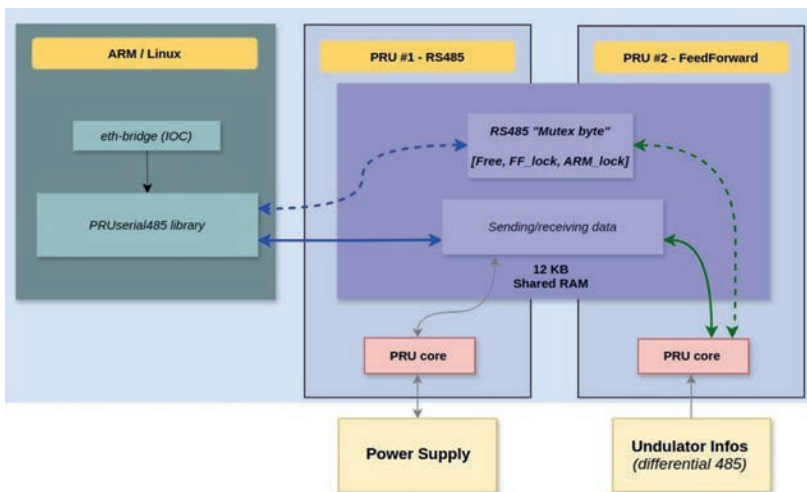 ARM / Linux
PRU #1 - RS485
PRU #2 - FeedForward
eth-bridge (IOC)
PRUserial485 library
RS485 "Mutex byte"
[Free, FF_lock, ARM_lock]
Sending/receiving data
12 KB
Shared RAM
PRU core
PRU core
Power Supply
Undulator Infos
(differential 485)